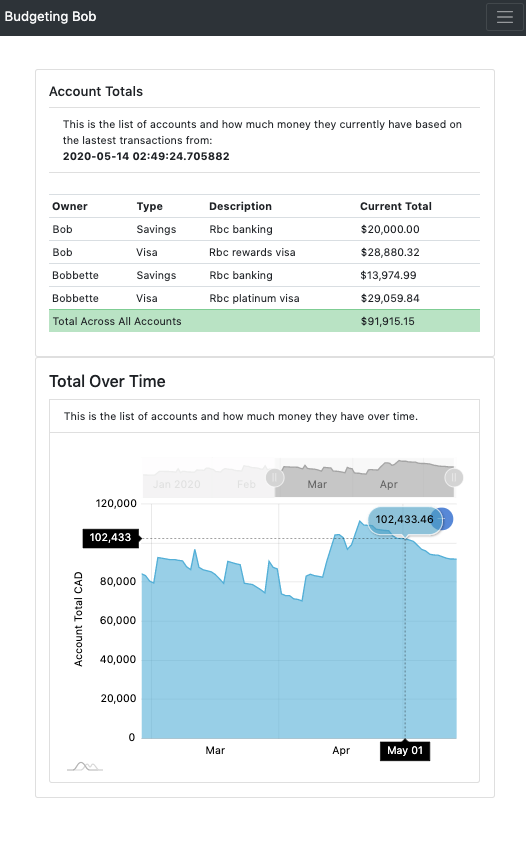 Budgeting Bob
Account Totals
This is the list of accounts and how much money they currently have based on
the lastest transactions from:
2020-05-14 02:49:24.705882
Owner Type Description Current Total
Bob Savings Rbc banking $20,000.00
Bob Visa Rbc rewards visa $28,880.32
Bobbette Savings Rbc banking $13,974.99
Bobbette Visa Rbc platinum visa $29,059.84
Total Across All Accounts $91,915.15
Total Over Time
This is the list of accounts and how much money they have over time.
Jan 2020 Feb Mar Apr
120,000
102,433.46
102,433
80,000
60,000
40,000
20,000
0
Account Total CAD
Mar Apr May 01